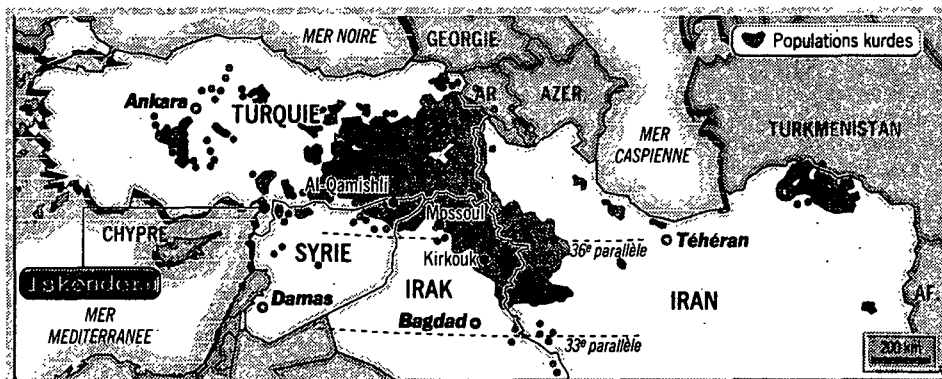 MER NOIRE
GEORGIE
Populations kurdes
Ankara
TURQUIE
AR
AZER.
MER
CASPIENNE
TURKMENISTAN
Al-Qamishli
Mossoul
CHYPRE
SYRIE
36e parallèle
Téhéran
Kirkouk
Damas
IRAK
IRAN
AF
MER
MEDITERRANEE
Bagdad
33e parallèle
200 km